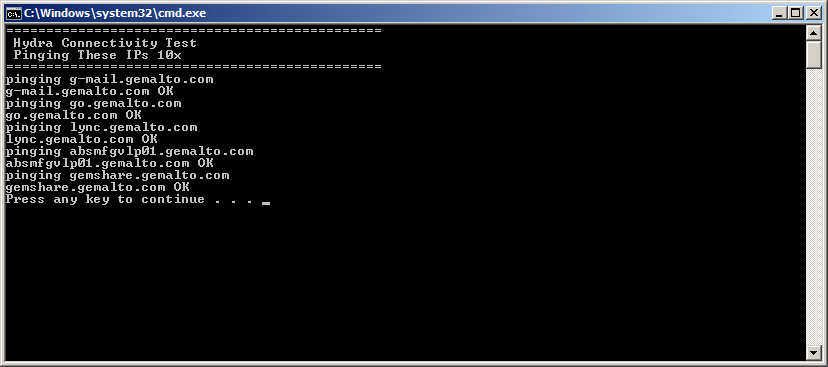 C:\Windows\system32\cmd.exe
===============================================
Hydra Connectivity Test
Pinging These IPs 10x
===============================================
pinging g-mail.gemalto.com
g-mail.gemalto.com OK
pinging go.gemalto.com
go.gemalto.com OK
pinging lync.gemalto.com
lync.gemalto.com OK
pinging absmfgvlp01.gemalto.com
absmfgvlp01.gemalto.com OK
pinging gemshare.gemalto.com
gemshare.gemalto.com OK
Press any key to continue . . . _